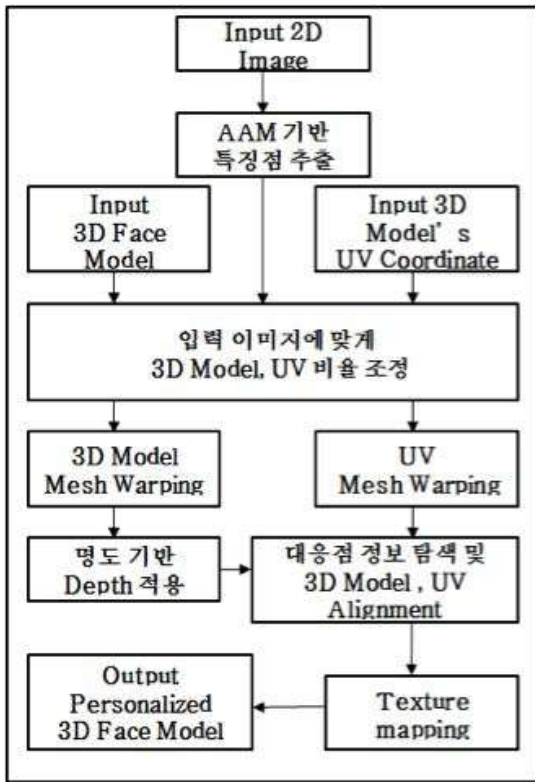 Input 2D
Image
AAM 기반
특징점 추출
Input
3D Face
Model
Input 3D
Model’s
UV Coordinate
입력 이미지에 맞게
3D Model, UV 비율 조정
3D Model
Mesh Warping
UV
Mesh Warping
명도 기반
Depth 적용
대응점 정보 탐색 및
3D Model , UV
Alignment
Output
Personalized
3D Face Model
Texture
mapping